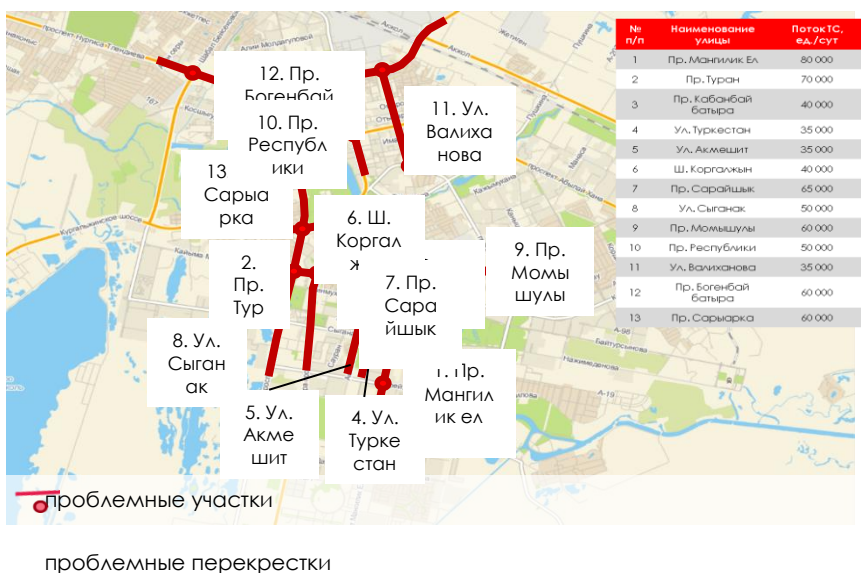 12. Пр.
Богенбай
10. Пр.
Республ
ики
11. Ул.
Валиха
нова
13
Сарыа
рка
6. Ш.
Коргал
ж
2.
Пр.
Тур
7. Пр.
Сара
йшык
9. Пр.
Момы
шулы
8. Ул.
Сыган
ак
1. Пр.
Мангил
ик ел
5. Ул.
Акме
шит
4. Ул.
Турке
стан
№ п/п Наименование улицы Поток ТС, ед./сут
1 Пр. Мангилик Ел 80 000
2 Пр. Туран 70 000
3 Пр. Кабанбай батыра 40 000
4 Ул. Туркестан 35 000
5 Ул. Акмешит 35 000
6 Ш. Коргалжын 40 000
7 Пр. Сарайшык 65 000
8 Ул. Сыганак 50 000
9 Пр. Момышулы 60 000
10 Пр. Республики 50 000
11 Ул. Валиханова 35 000
12 Пр. Богенбай батыра 60 000
13 Пр. Сарыарка 60 000
Кургальжинское шоссе
проблемные участки
проблемные перекрестки